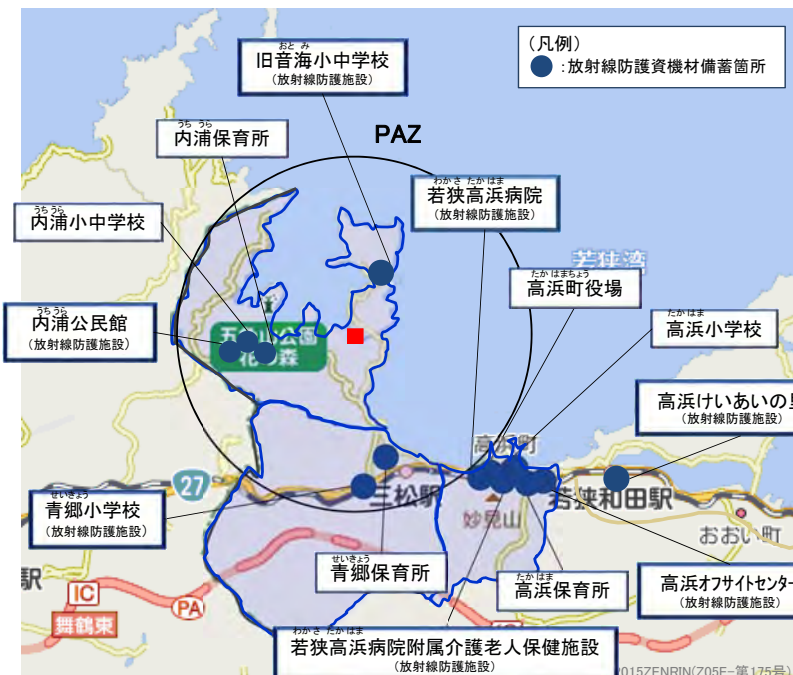 (凡例)
●:放射線防護資機材備蓄箇所
おとみ
旧音海小中学校
(放射線防護施設)
うちうら
内浦保育所
PAZ
わかさ たかはま
若狭高浜病院
(放射線防護施設)
うちうら
内浦小中学校
若狭湾
たかはまちょう
高浜町役場
うちうら
内浦公民館
(放射線防護施設)
たかはま
高浜小学校
花の森
高浜けいあいの
(放射線防護施設)
高浜町
27
三松駅
若狭和田駅
せいきょう
青郷小学校
(放射線防護施設)
妙見山
おおい町
せいきょう
青郷保育所
たかはま
高浜保育所
高浜オフサイトセンター
(放射線防護施設)
駅
IC
PA
舞鶴東
わかさ たかはま
若狭高浜病院附属介護老人保健施設
(放射線防護施設)
2015ZENRIN(Z05E-第175号)